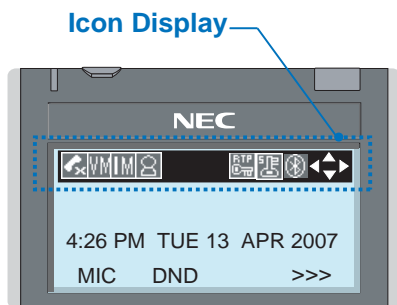 Icon Display
NEC
VM IM RTP
4:26 PM TUE 13 APR 2007
MIC DND >>>